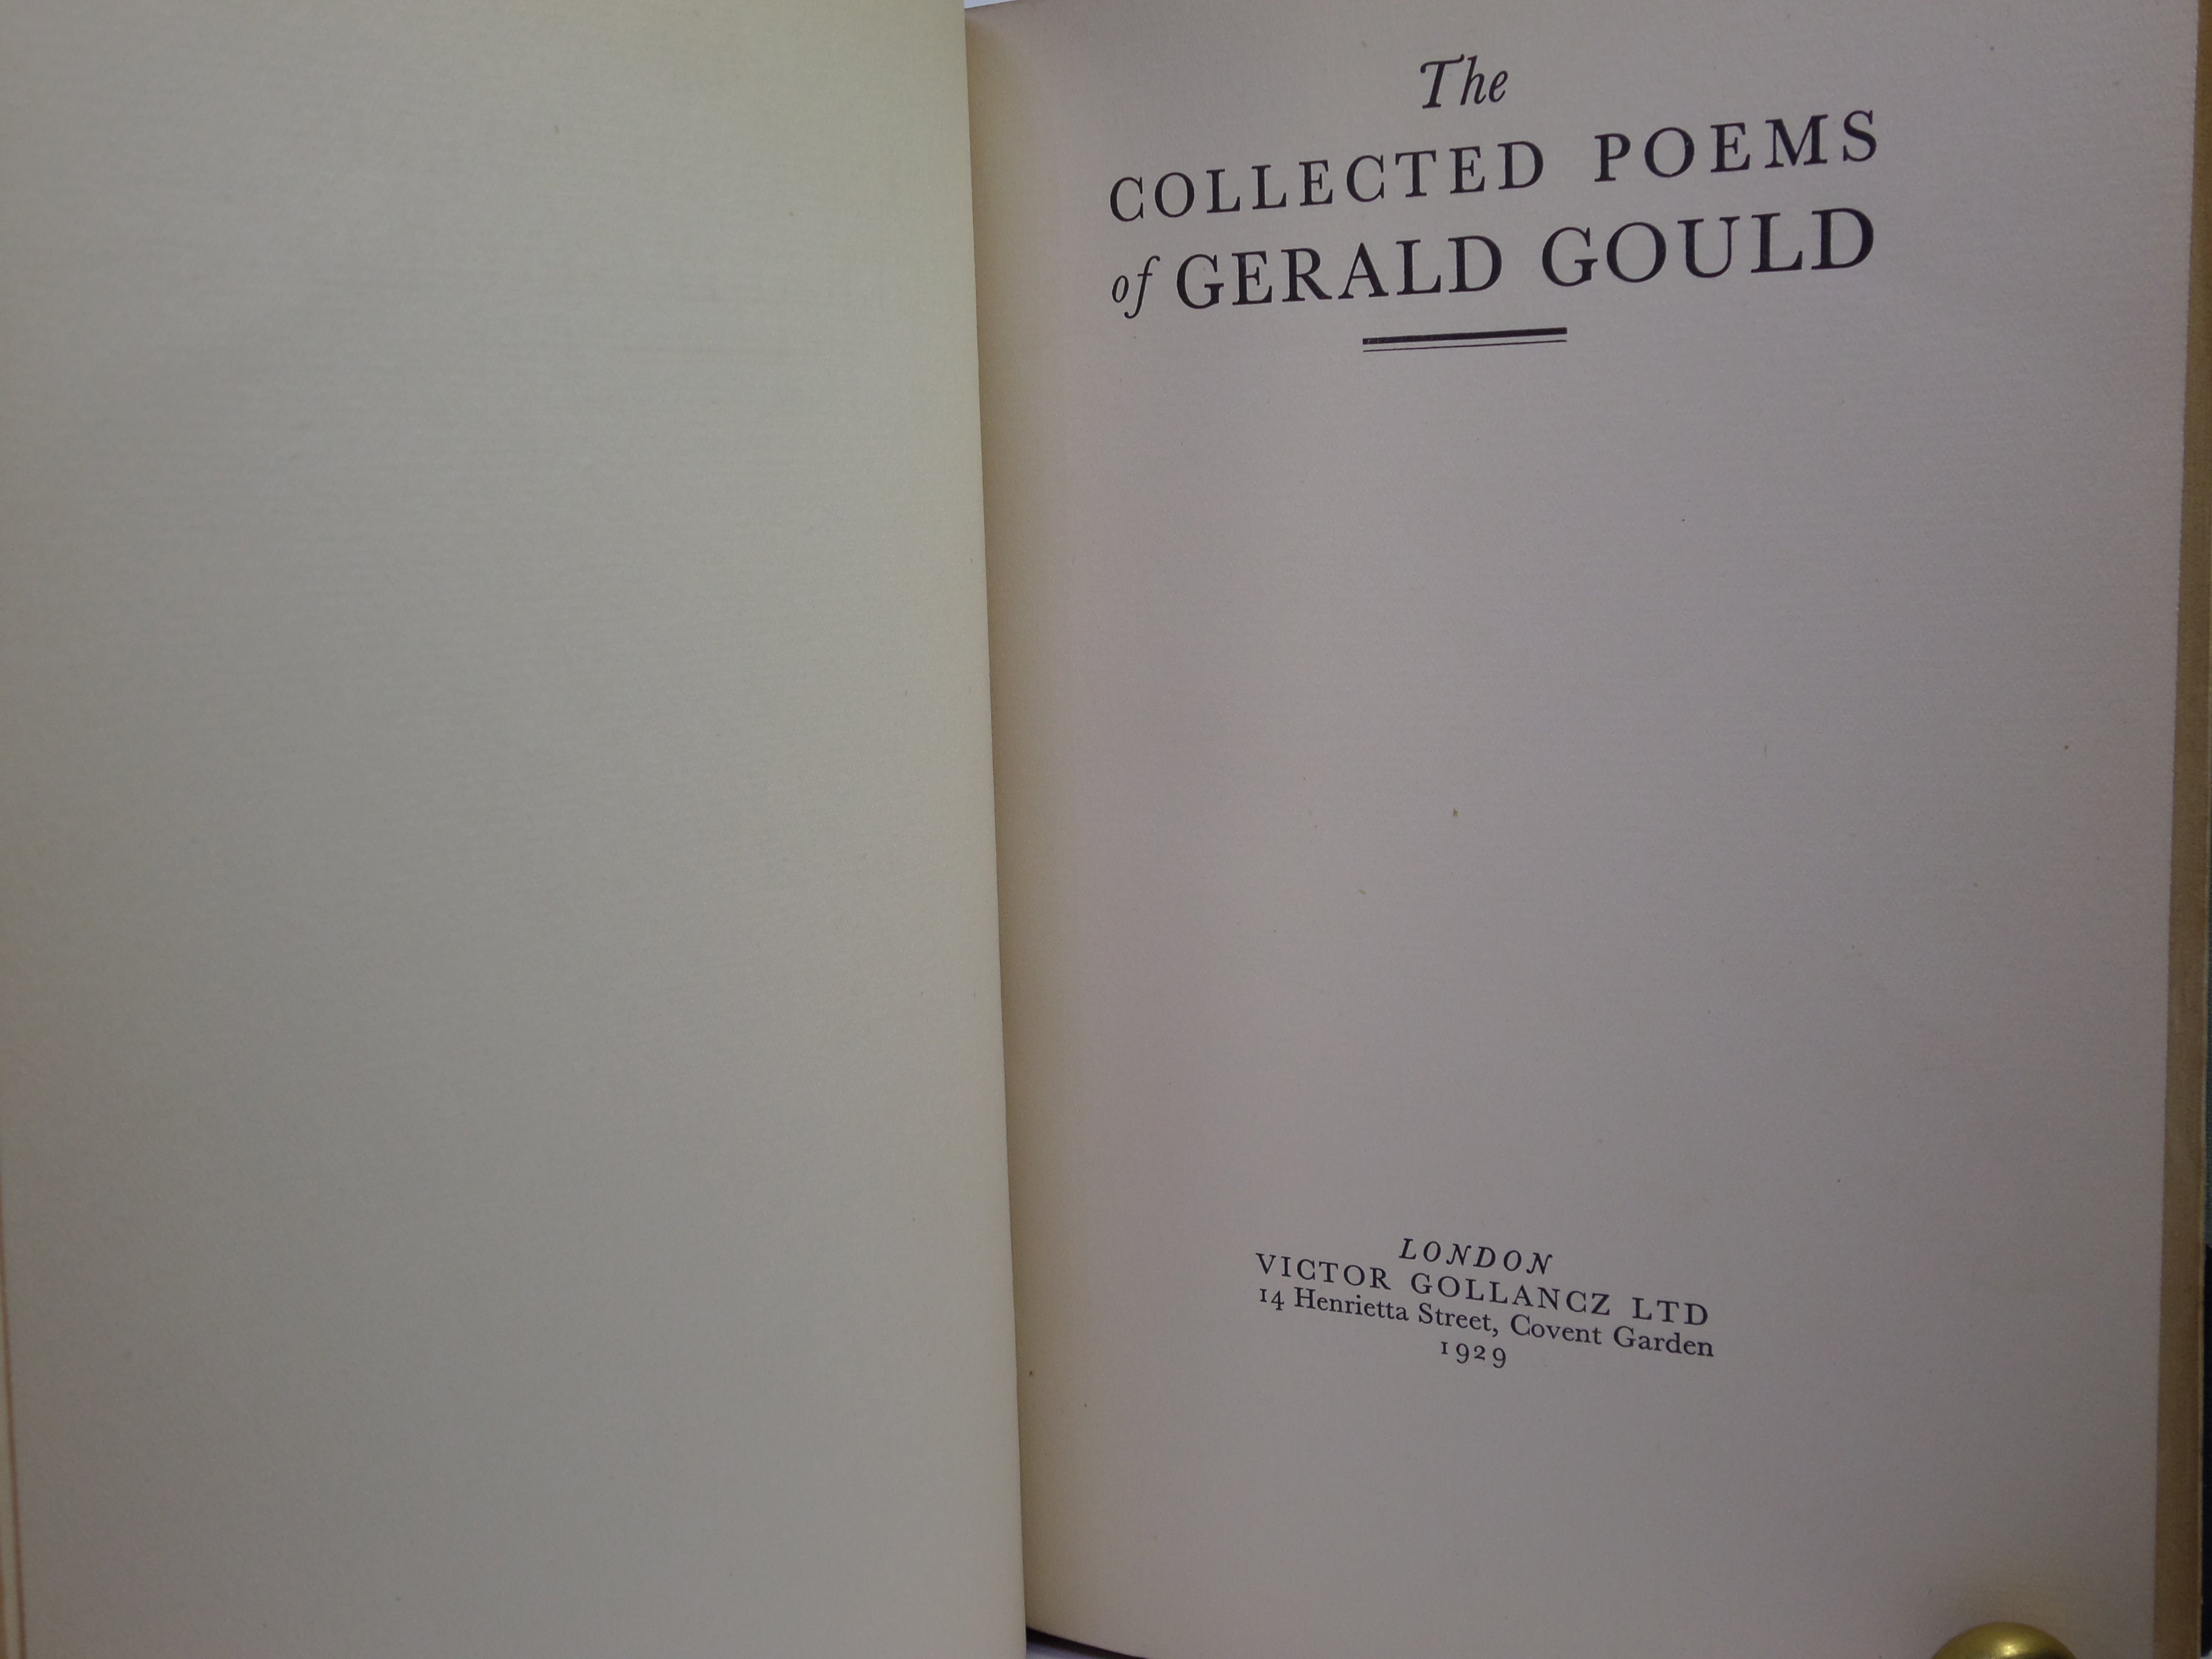 The
COLLECTED POEMS
of GERALD GOULD
LONDON
VICTOR GOLLANCZ LTD
14 Henrietta Street, Covent Garden
1929